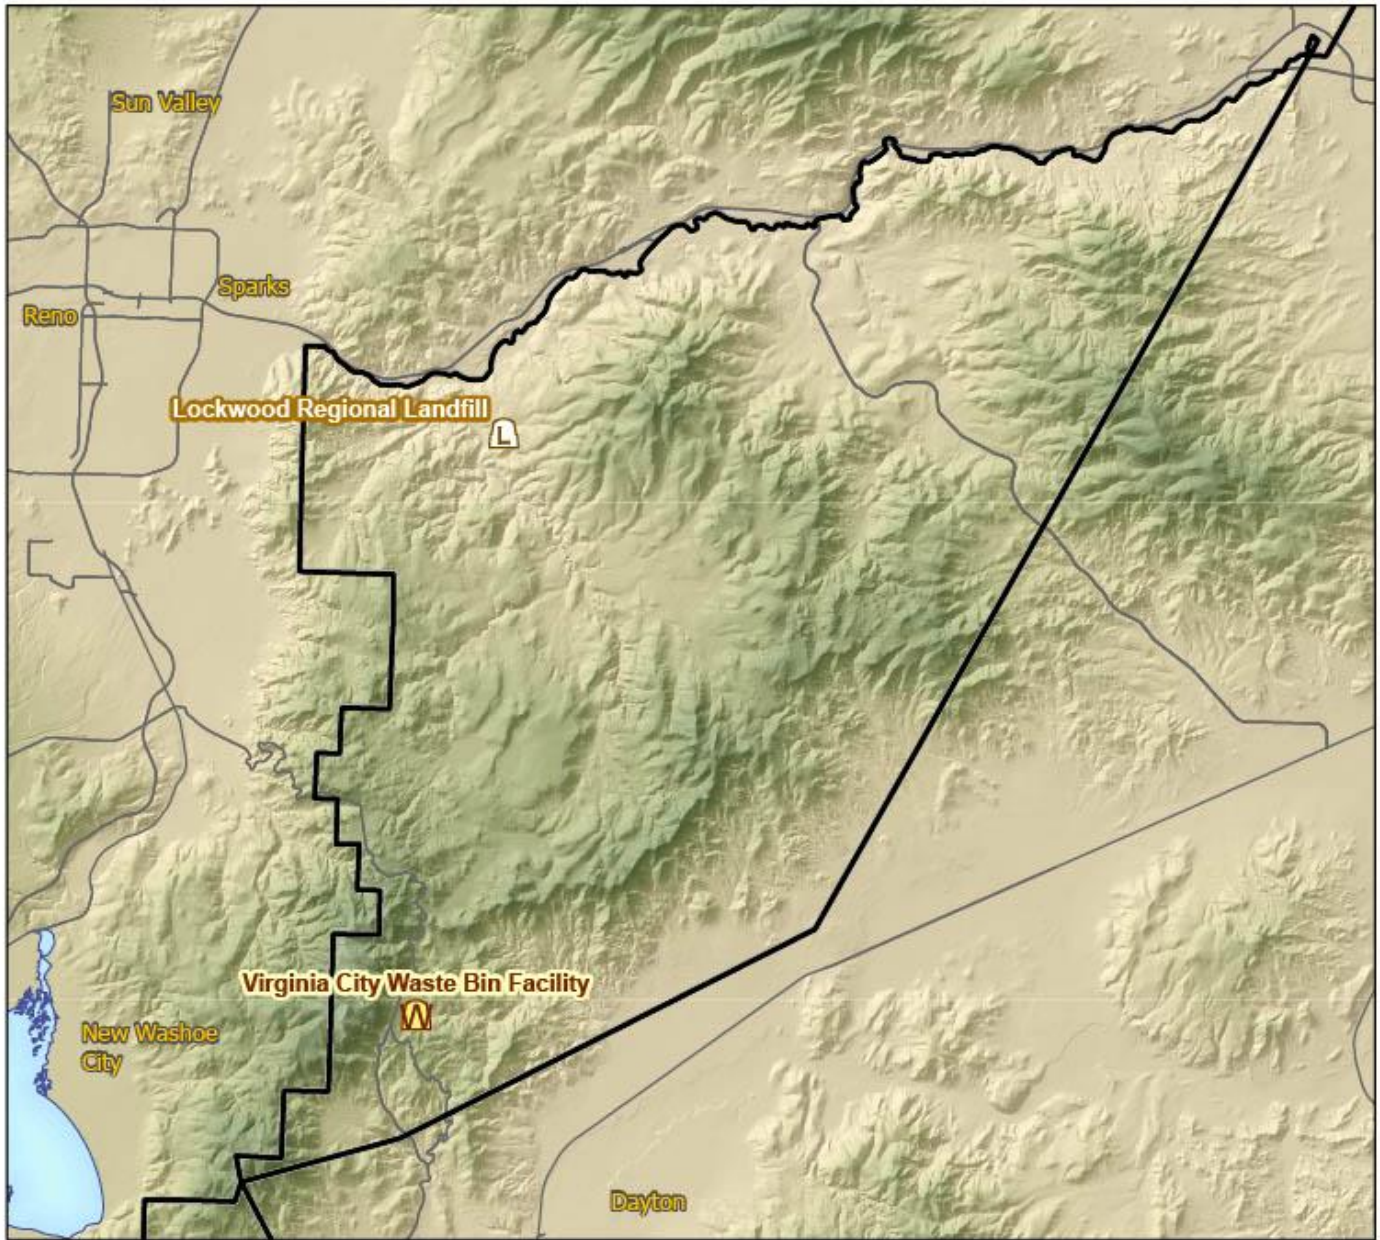 Sun Valley
Sparks
Reno
Lockwood Regional Landfill
L
Virginia City Waste Bin Facility
W
New Washoe
City
Dayton